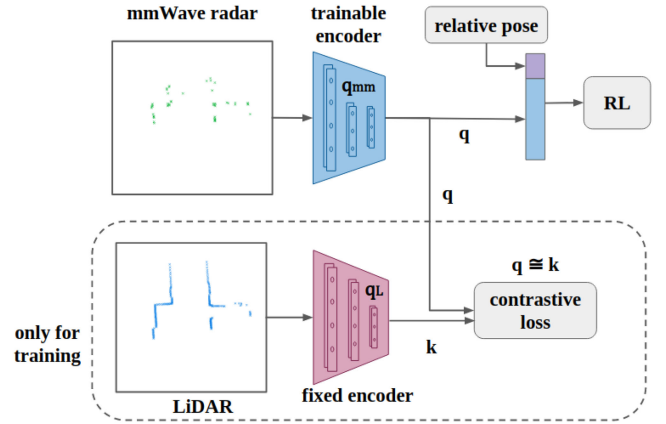 mmWave radar
trainable
encoder
relative pose
qmm
RL
q
q
q ≅ k
only for
training
qL
contrastive
loss
k
LiDAR
fixed encoder